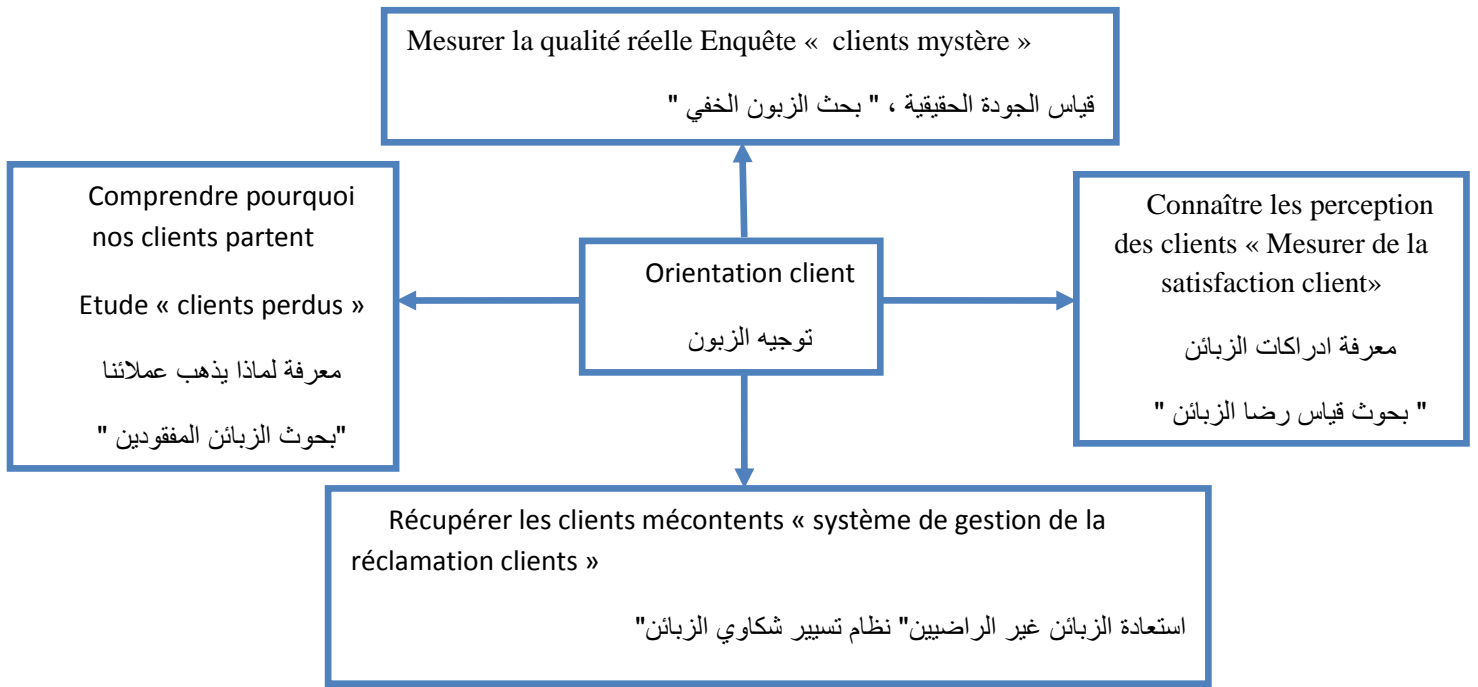 Mesurer la qualité réelle Enquête « clients mystère »
قياس الجودة الحقيقية ، " بحث الزبون الخفي "
Comprendre pourquoi
nos clients partent
Etude « clients perdus »
معرفة لماذا يذهب عملائنا
"بحوث الزبائن المفقودين "
Orientation client
توجيه الزبون
Connaître les perception
des clients « Mesurer de la
satisfaction client»
معرفة ادراكات الزبائن
" بحوث قياس رضا الزبائن "
Récupérer les clients mécontents « système de gestion de la
réclamation clients »
استعادة الزبائن غير الراضيين" نظام تسيير شكاوي الزبائن"